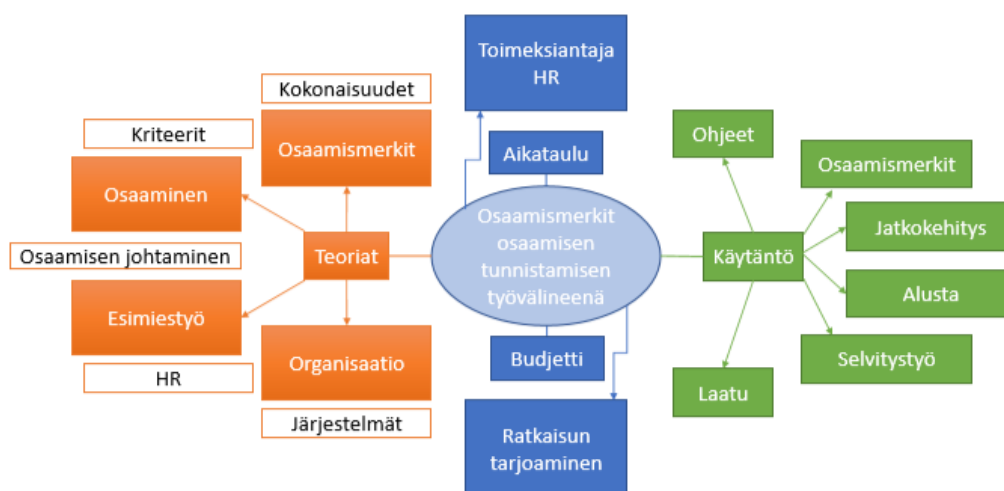 Toimeksiantaja
HR
Kokonaisuudet
Kriteerit
Osaamismerkit
Ohjeet
Aikataulu
Osaamismerkit
Osaaminen
Osaamismerkit
osaamisen
tunnistamisen
työvälineenä
Jatkokehitys
Osaamisen johtaminen
Teoriat
Käytäntö
Alusta
Esimiestyö
Organisaatio
Budjetti
Selvitystyö
HR
Laatu
Järjestelmät
Ratkaisun
tarjoaminen